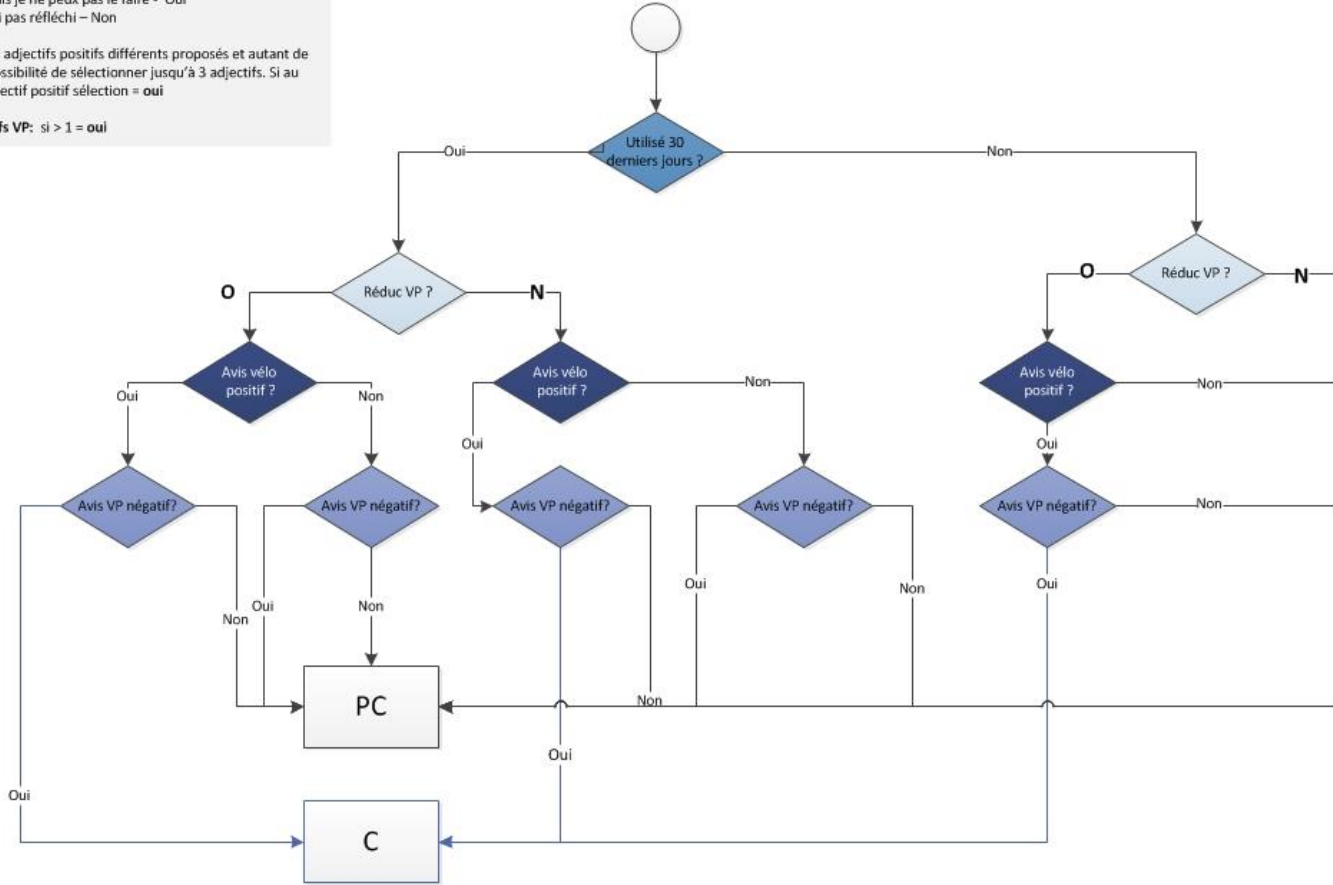 je ne peux pas le faire - Oui
pas réfléchi – Non
adjectifs positifs différents proposés et autant de
de sélectionner jusqu'à 3 adjectifs. Si au
positif sélection = oui
VP: si > 1 = oui
Utilisé 30
derniers jours ?
Oui
Non
Réduc VP ?
O
N
Réduc VP ?
O
N
Avis vélo
positif ?
Oui
Non
Avis vélo
positif ?
Oui
Non
Avis vélo
positif ?
Oui
Non
Avis VP négatif?
Avis VP négatif?
Avis VP négatif?
Avis VP négatif?
Avis VP négatif?
Non
Non
Oui
Non
Oui
Non
Oui
Non
PC
Oui
Oui
C